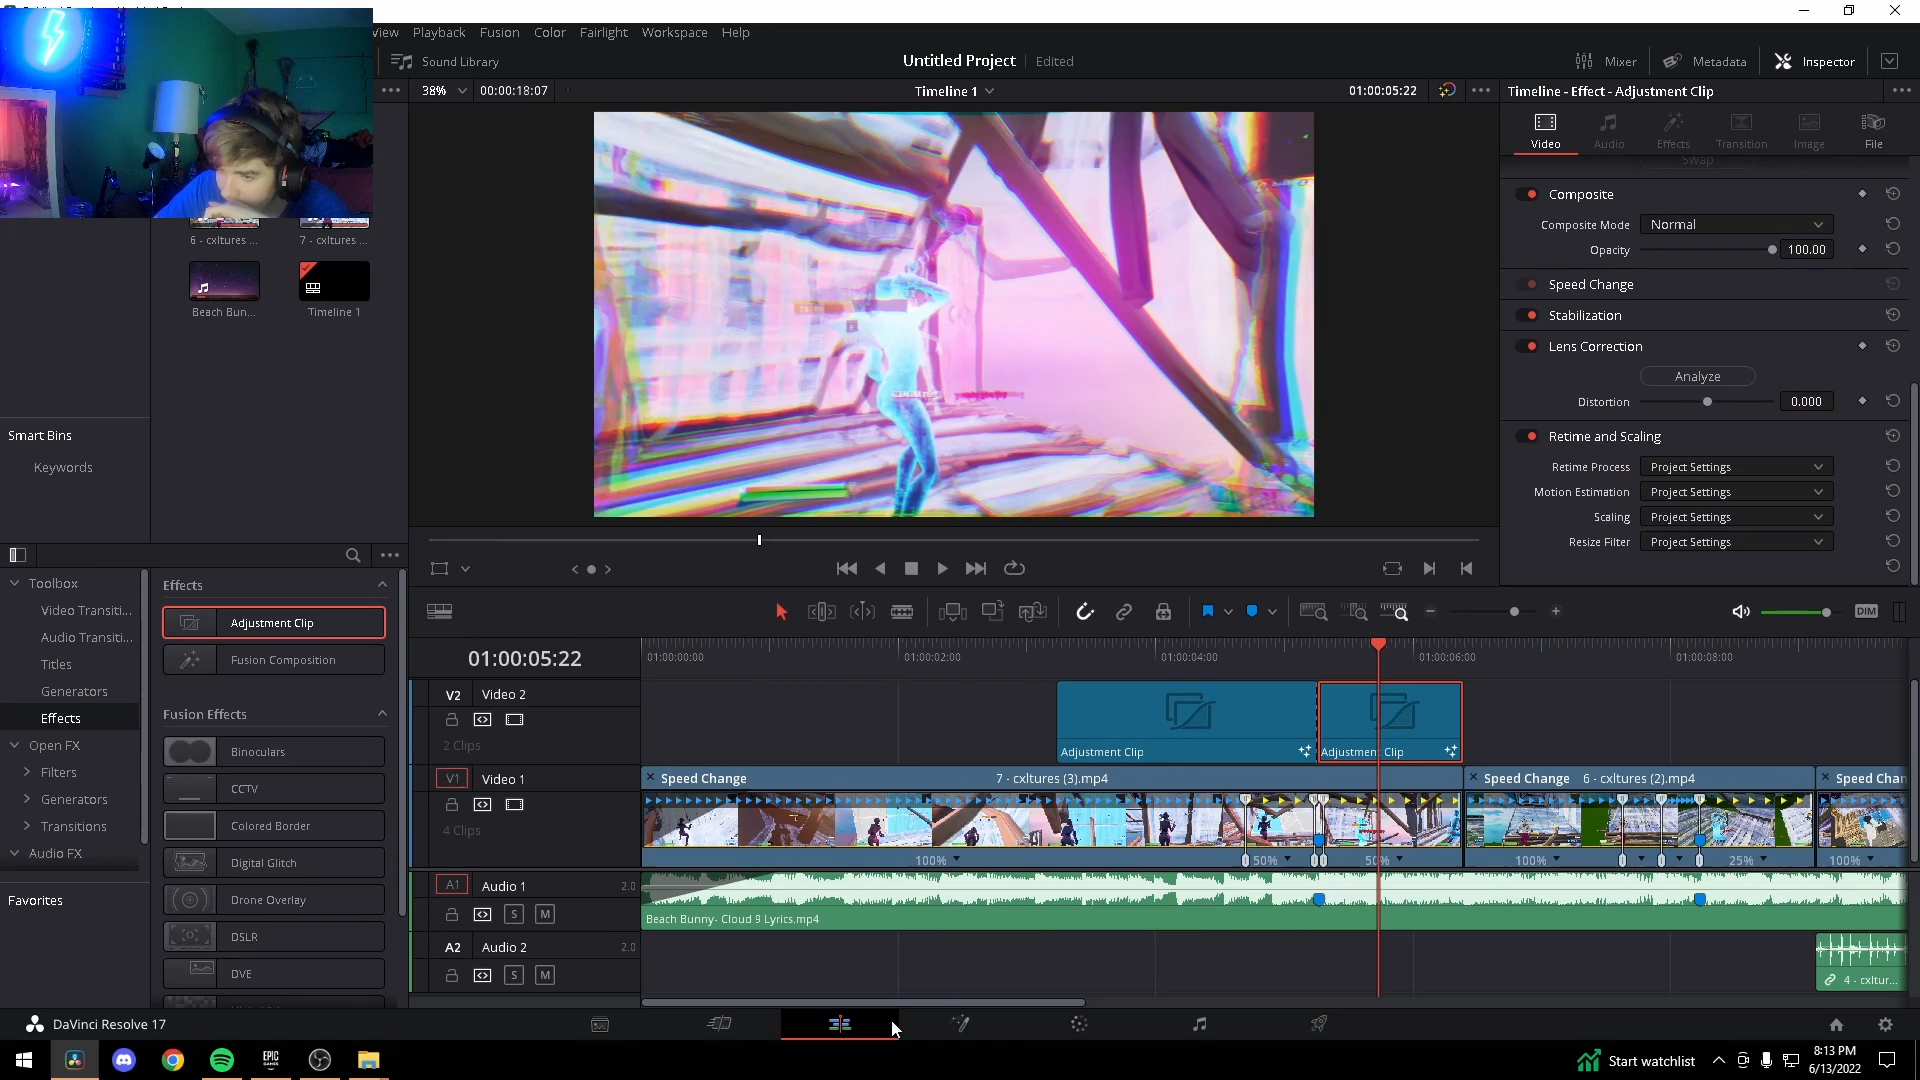 View Playback Fusion Color Fairlight Workspace Help
Sound Library
Untitled Project
Edited
Mixer
Metadata
Inspector
38%
00:00:18:07
Timeline 1
01:00:05:22
Timeline - Effect - Adjustment Clip
Video
Audio
Effects
Transition
Image
File
Swap
Composite
Composite Mode
Normal
Opacity
100.00
Speed Change
Stabilization
Lens Correction
Analyze
Distortion
0.000
Retime and Scaling
Retime Process
Project Settings
Motion Estimation
Project Settings
Scaling
Project Settings
Resize Filter
Project Settings
6 - cxltures ...
7 - cxltures ...
Beach Bun...
Timeline 1
Smart Bins
Keywords
Toolbox
Video Transiti...
Audio Transiti...
Titles
Generators
Effects
Open FX
Filters
Generators
Transitions
Audio FX
Favorites
Effects
Adjustment Clip
Fusion Composition
Fusion Effects
Binoculars
CCTV
Colored Border
Digital Glitch
Drone Overlay
DSLR
DVE
DIM
01:00:05:22
01:00:00:00
01:00:02:00
01:00:04:00
01:00:06:00
01:00:08:00
V2
Video 2
2 Clips
Adjustment Clip
Adjustment Clip
V1
Video 1
4 Clips
Speed Change
7 - cxltures (3).mp4
Speed Change
6 - cxltures (2).mp4
Speed Chan
100%
50%
50%
100%
25%
100%
A1
Audio 1
2.0
S
M
Beach Bunny- Cloud 9 Lyrics.mp4
A2
Audio 2
2.0
S
M
4 - cxltur...
DaVinci Resolve 17
EPIC
GAMES
Start watchlist
8:13 PM
6/13/2022